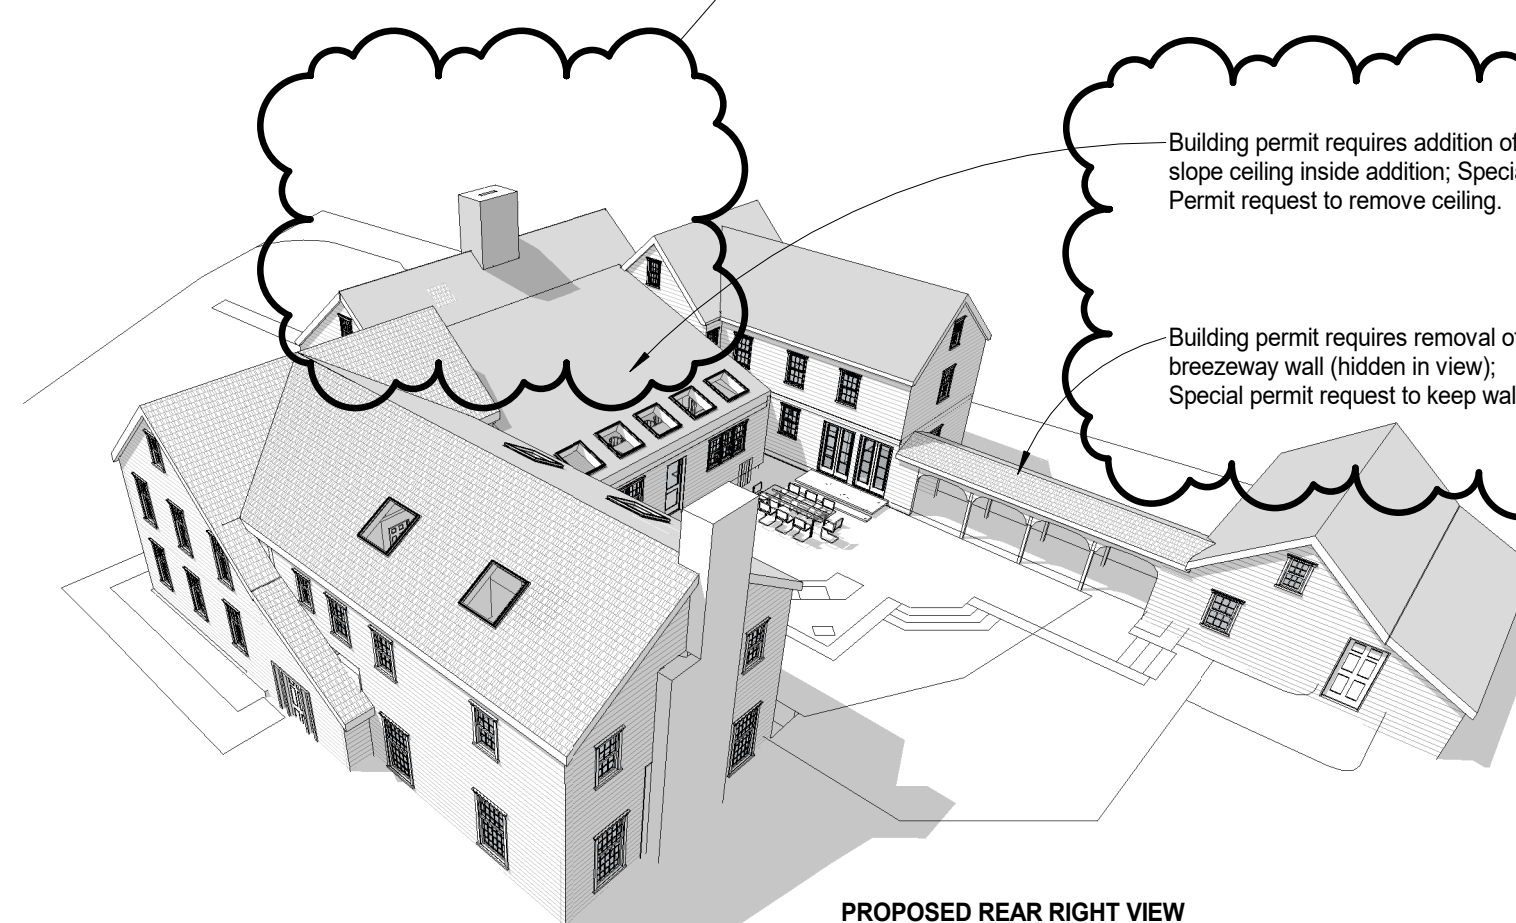 Building permit requires addition of
slope ceiling inside addition; Specia
Permit request to remove ceiling.
Building permit requires removal of
breezeway wall (hidden in view);
Special permit request to keep wal
PROPOSED REAR RIGHT VIEW